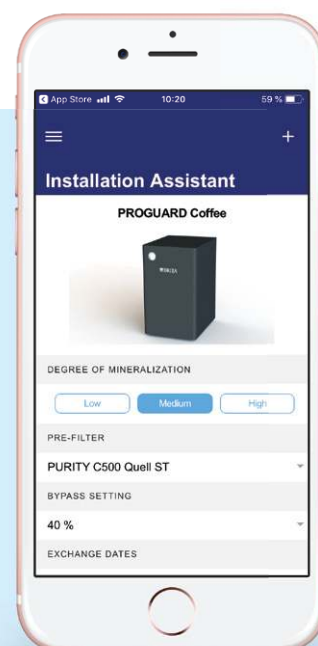 App Store 10:20 59 %
Installation Assistant
PROGUARD Coffee
BRITA
DEGREE OF MINERALIZATION
Low Medium High
PRE-FILTER
PURITY C500 Quell ST
BYPASS SETTING
40 %
EXCHANGE DATES